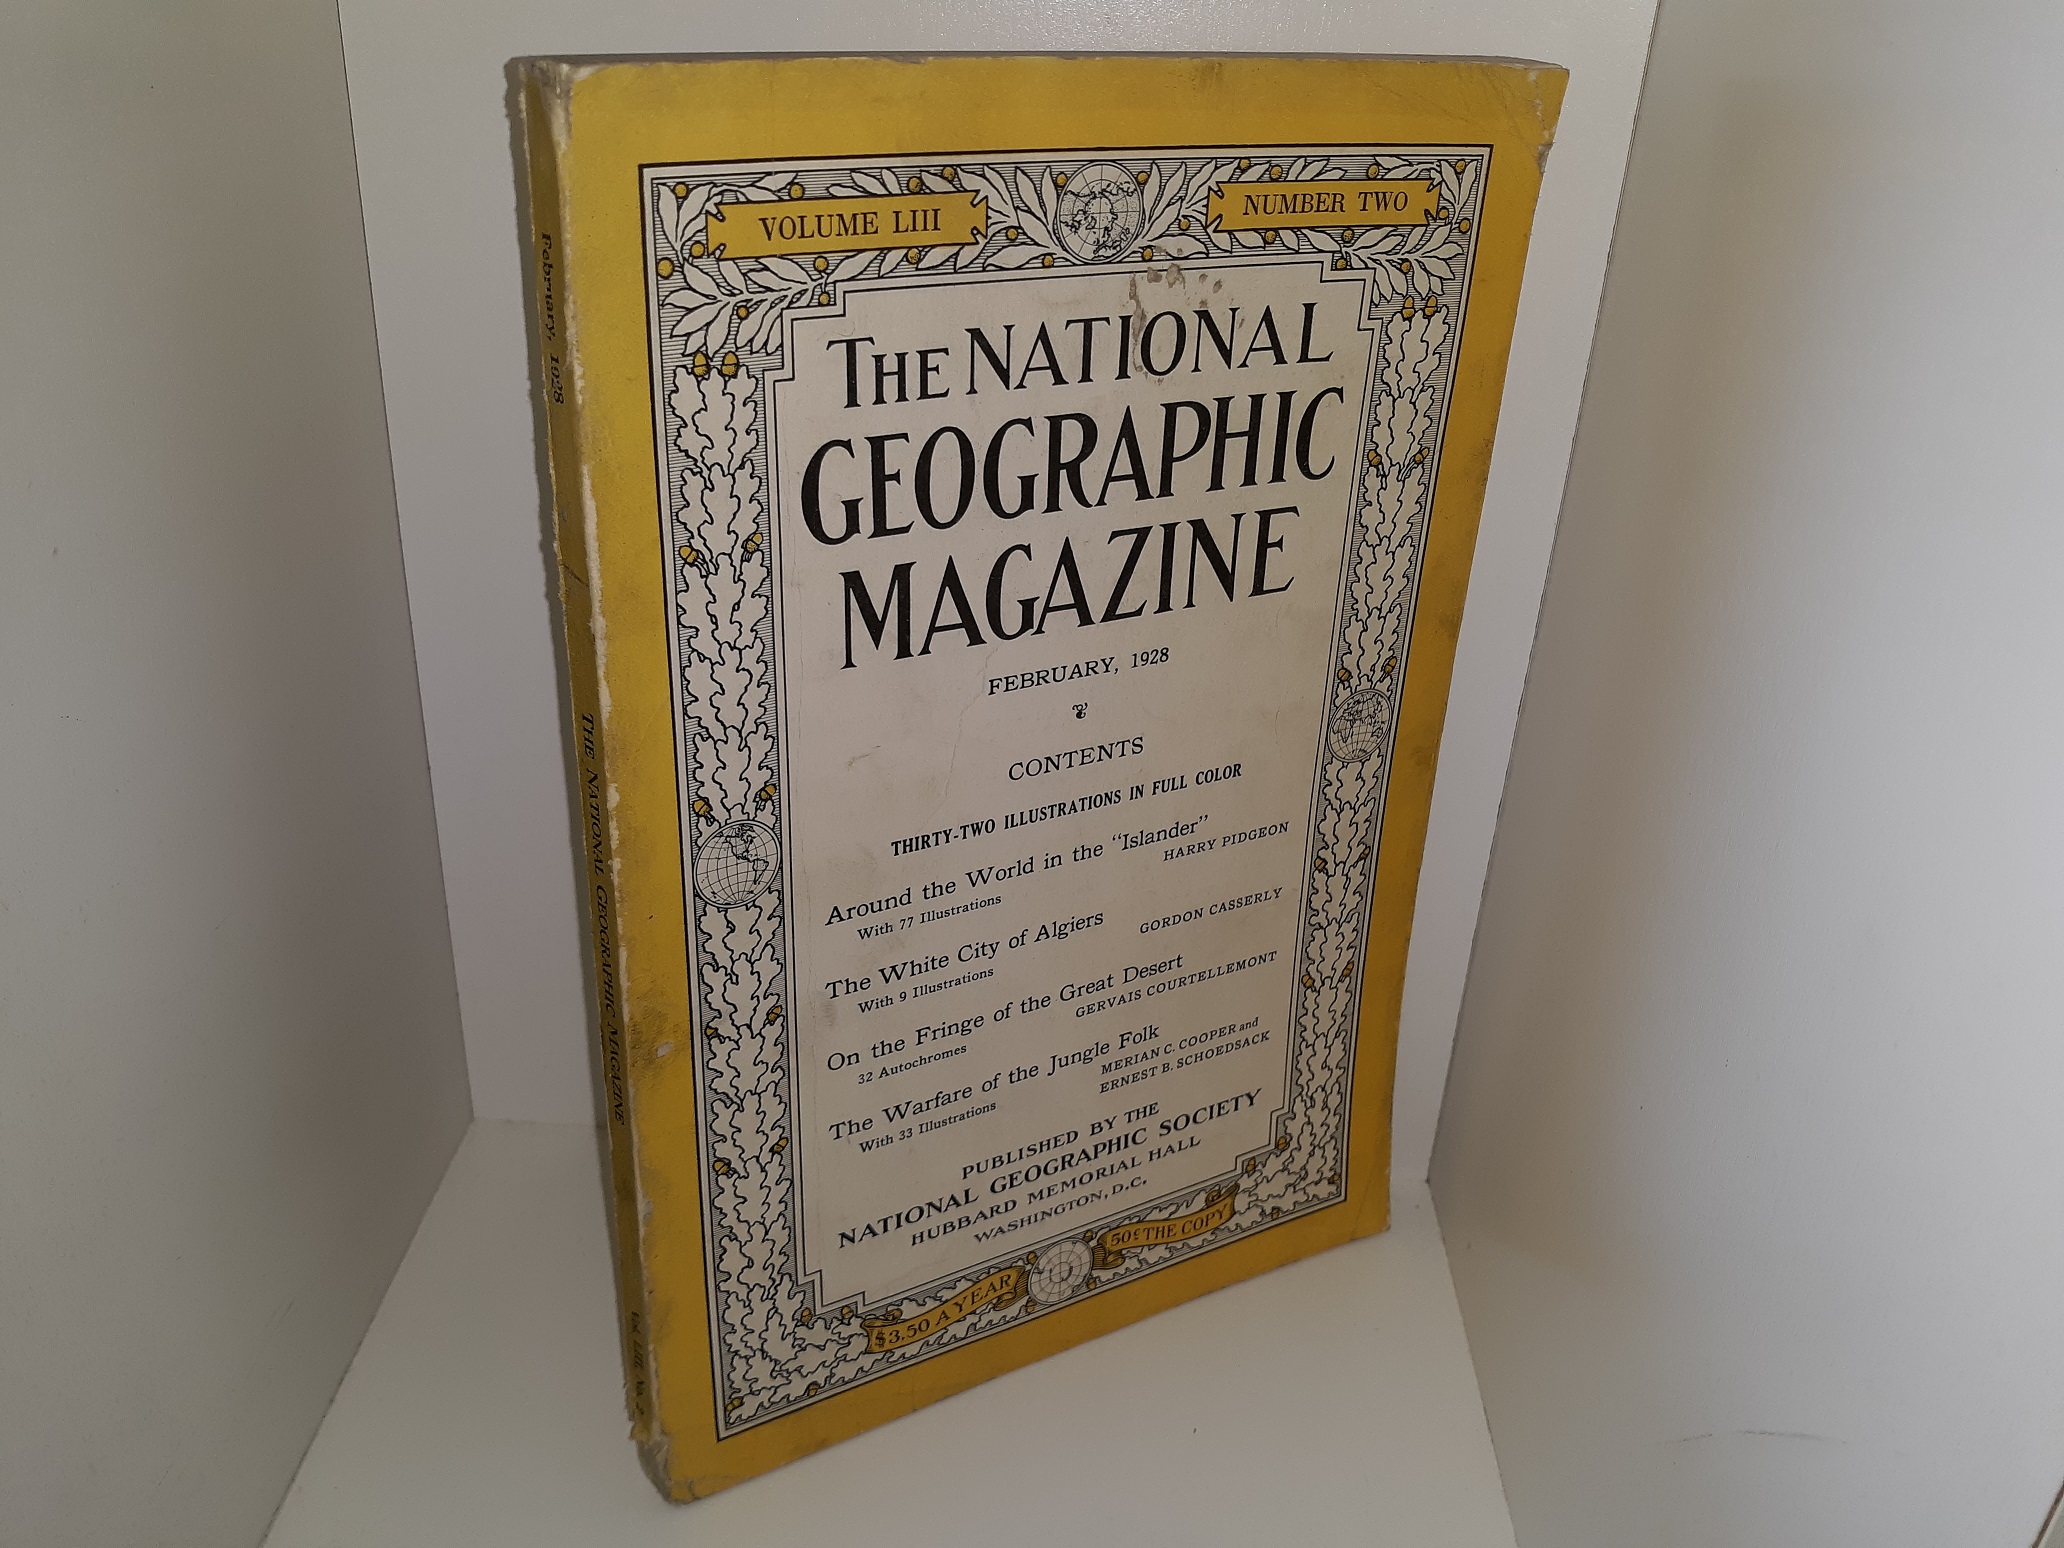 VOLUME LIII
NUMBER TWO
THE NATIONAL
GEOGRAPHIC
MAGAZINE
FEBRUARY, 1928
CONTENTS
THIRTY-TWO ILLUSTRATIONS IN FULL COLOR
Around the World in the "Islander"
With 77 Illustrations HARRY PIDGEON
The White City of Algiers
With 9 Illustrations GORDON CASSERLY
On the Fringe of the Great Desert
32 Autochromes GERVAIS COURTELLEMONT
The Warfare of the Jungle Folk
With 33 Illustrations MERIAN C. COOPER and
ERNEST B. SCHOEDSACK
PUBLISHED BY THE
NATIONAL GEOGRAPHIC SOCIETY
HUBBARD MEMORIAL HALL
WASHINGTON, D.C.
$3.50 A YEAR
50¢ THE COPY
February, 1928
THE NATIONAL GEOGRAPHIC MAGAZINE
Vol. LIII, No. 2